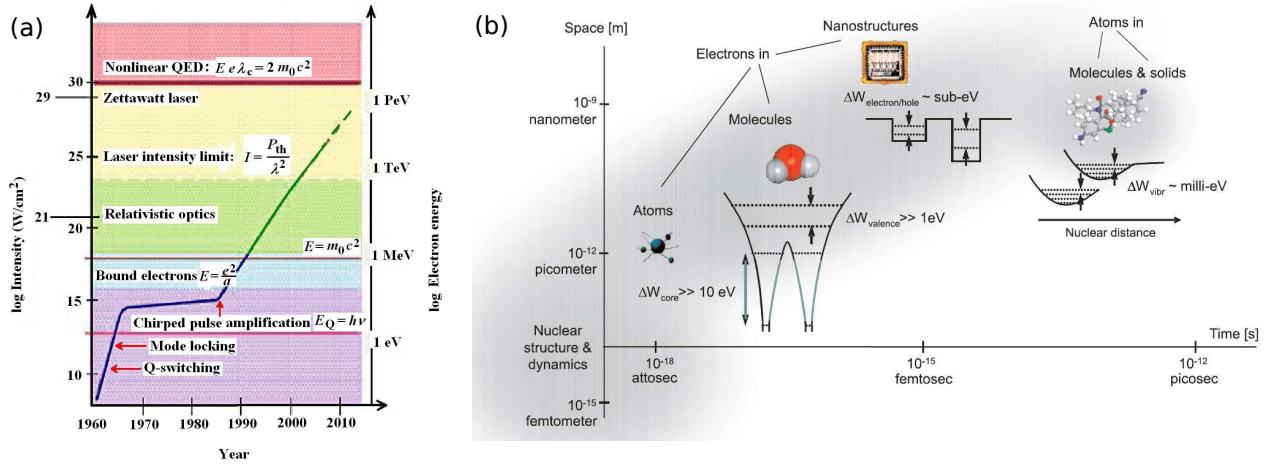 (a)
log Intensity (W/cm²)
30
29
25
21
20
15
10
Nonlinear QED: E e λc = 2 m0 c²
Zettawatt laser
Laser intensity limit: I = Pth/λ²
Relativistic optics
E = m0 c²
Bound electrons E = e²/a
Chirped pulse amplification EQ = hν
Mode locking
Q-switching
1 PeV
1 TeV
1 MeV
1 eV
log Electron energy
1960 1970 1980 1990 2000 2010
Year
(b)
Space [m]
10⁻⁹
nanometer
10⁻¹²
picometer
Nuclear
structure &
dynamics
10⁻¹⁵
femtometer
Atoms
Electrons in
Molecules
Nanostructures
ΔWelectron/hole ~ sub-eV
ΔWvalence>> 1eV
ΔWcore>> 10 eV
Atoms in
Molecules & solids
ΔWvibr ~ milli-eV
Nuclear distance
Time [s]
10⁻¹⁸
attosec
10⁻¹⁵
femtosec
10⁻¹²
picosec